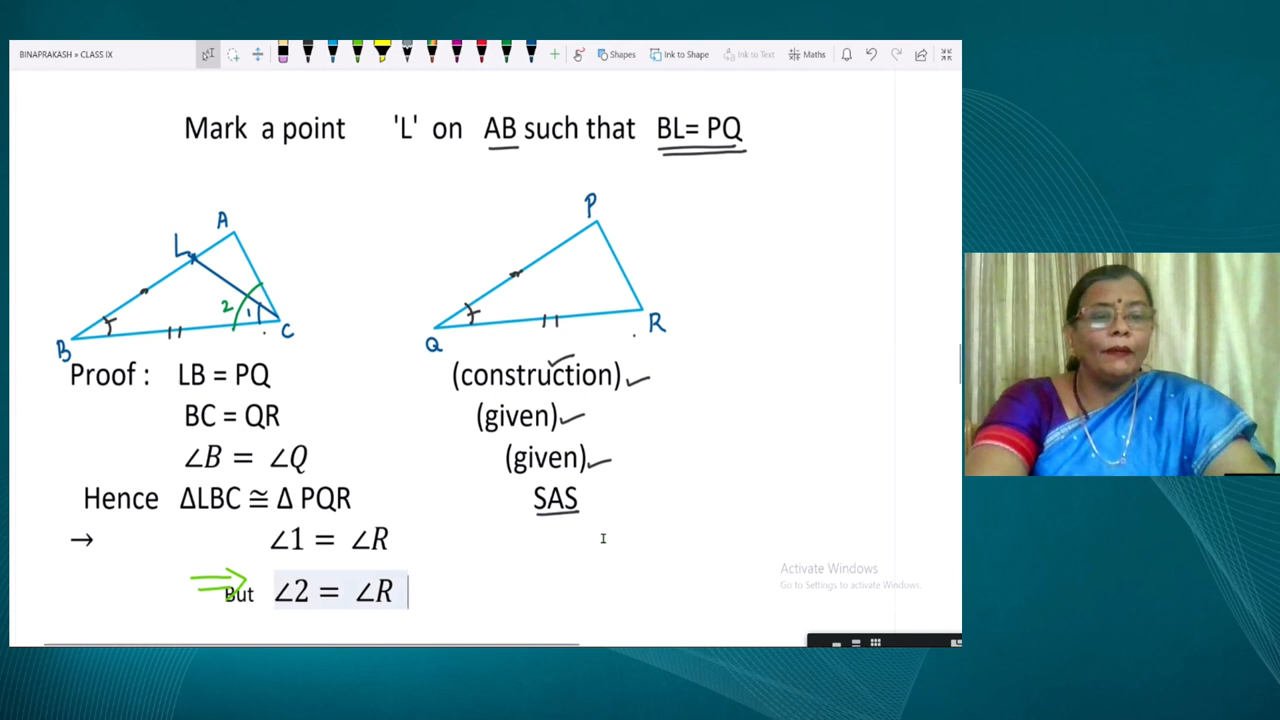 BINAPRAKASH » CLASS IX
Shapes Ink to Shape Ink to Text Maths
Mark a point 'L' on AB such that BL= PQ
A
L
2
1
B
C
P
Q
R
Proof : LB = PQ (construction)
BC = QR (given)
∠B = ∠Q (given)
Hence ΔLBC ≅ Δ PQR SAS
→ ∠1 = ∠R
⇒ But ∠2 = ∠R
Activate Windows
Go to Settings to activate Windows.